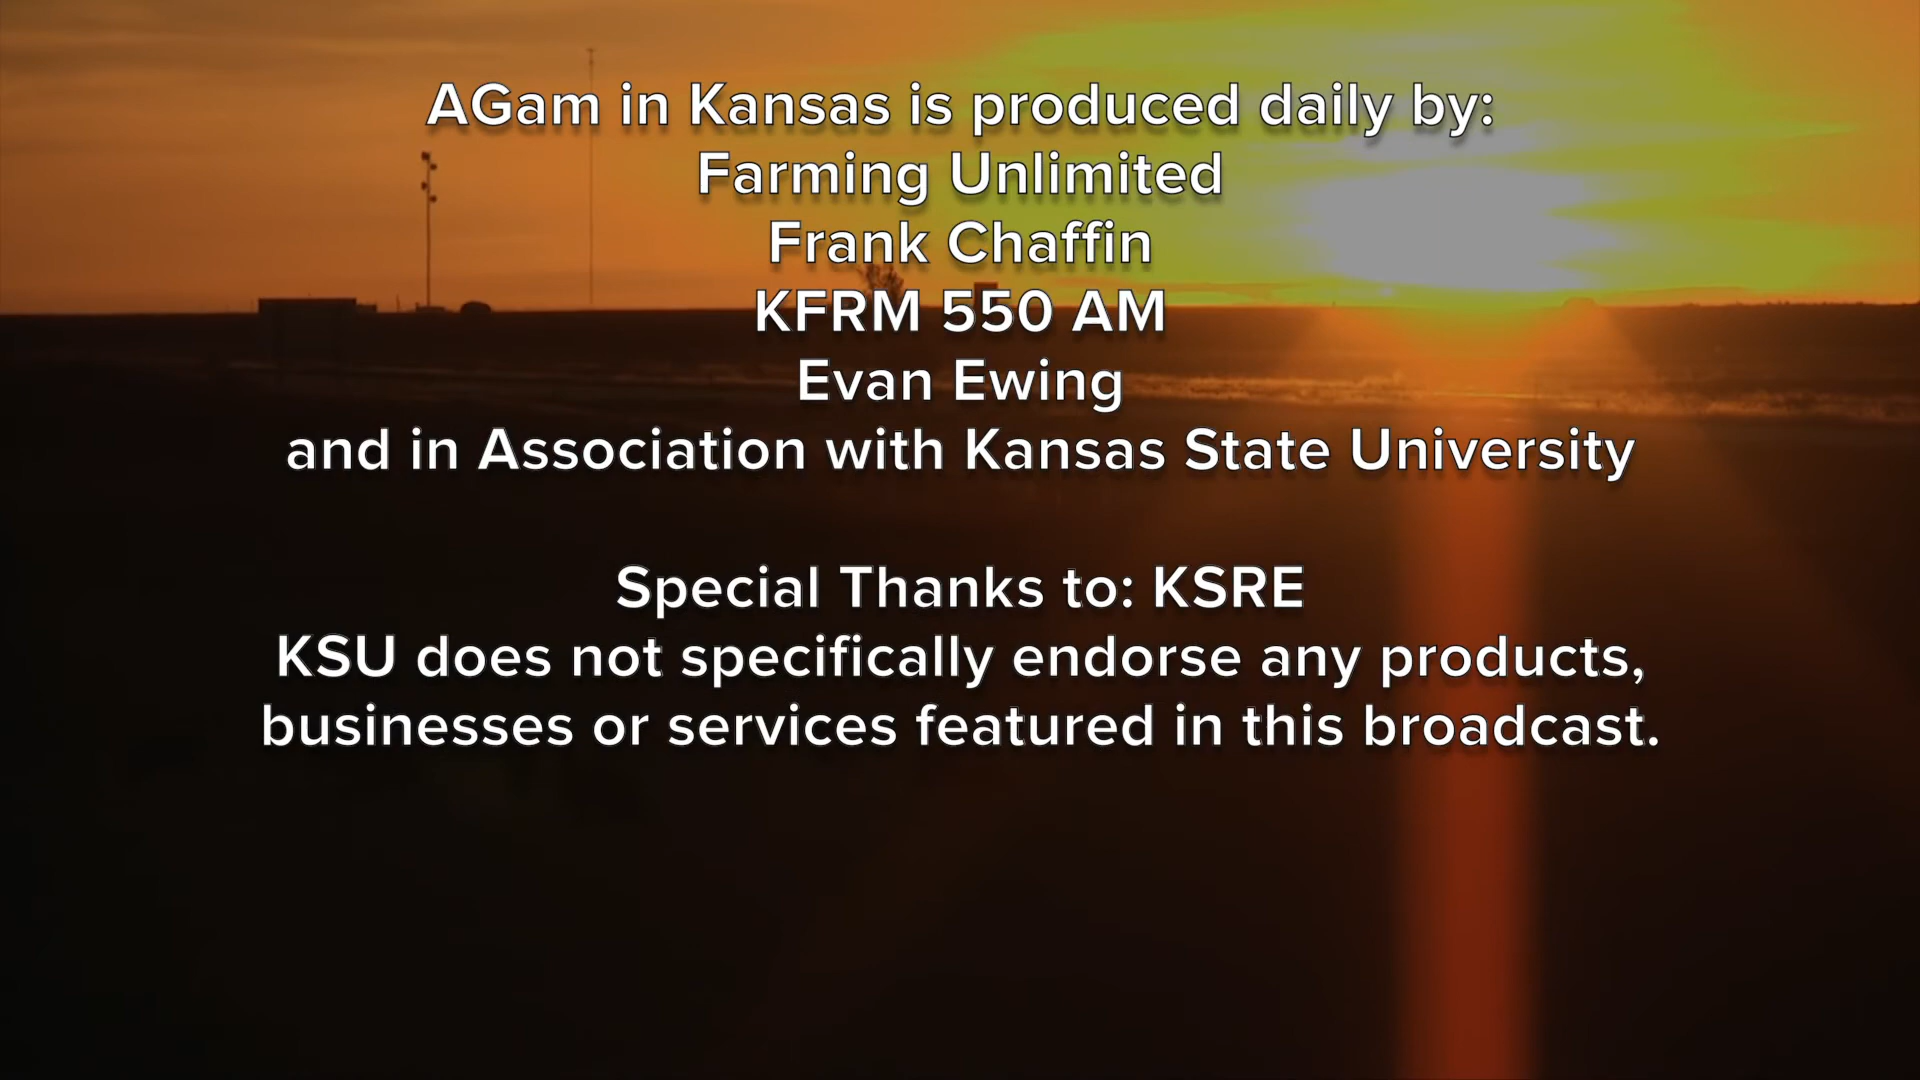 AGam in Kansas is produced daily by:
Farming Unlimited
Frank Chaffin
KFRM 550 AM
Evan Ewing
and in Association with Kansas State University
Special Thanks to: KSRE
KSU does not specifically endorse any products,
businesses or services featured in this broadcast.